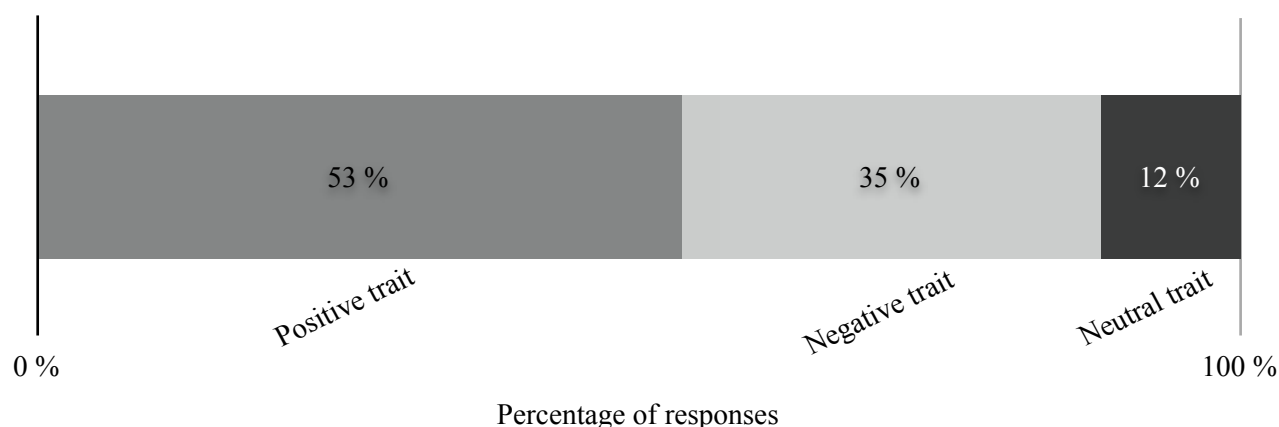 53 %
35 %
12 %
Positive trait
Negative trait
Neutral trait
0 %
100 %
Percentage of responses